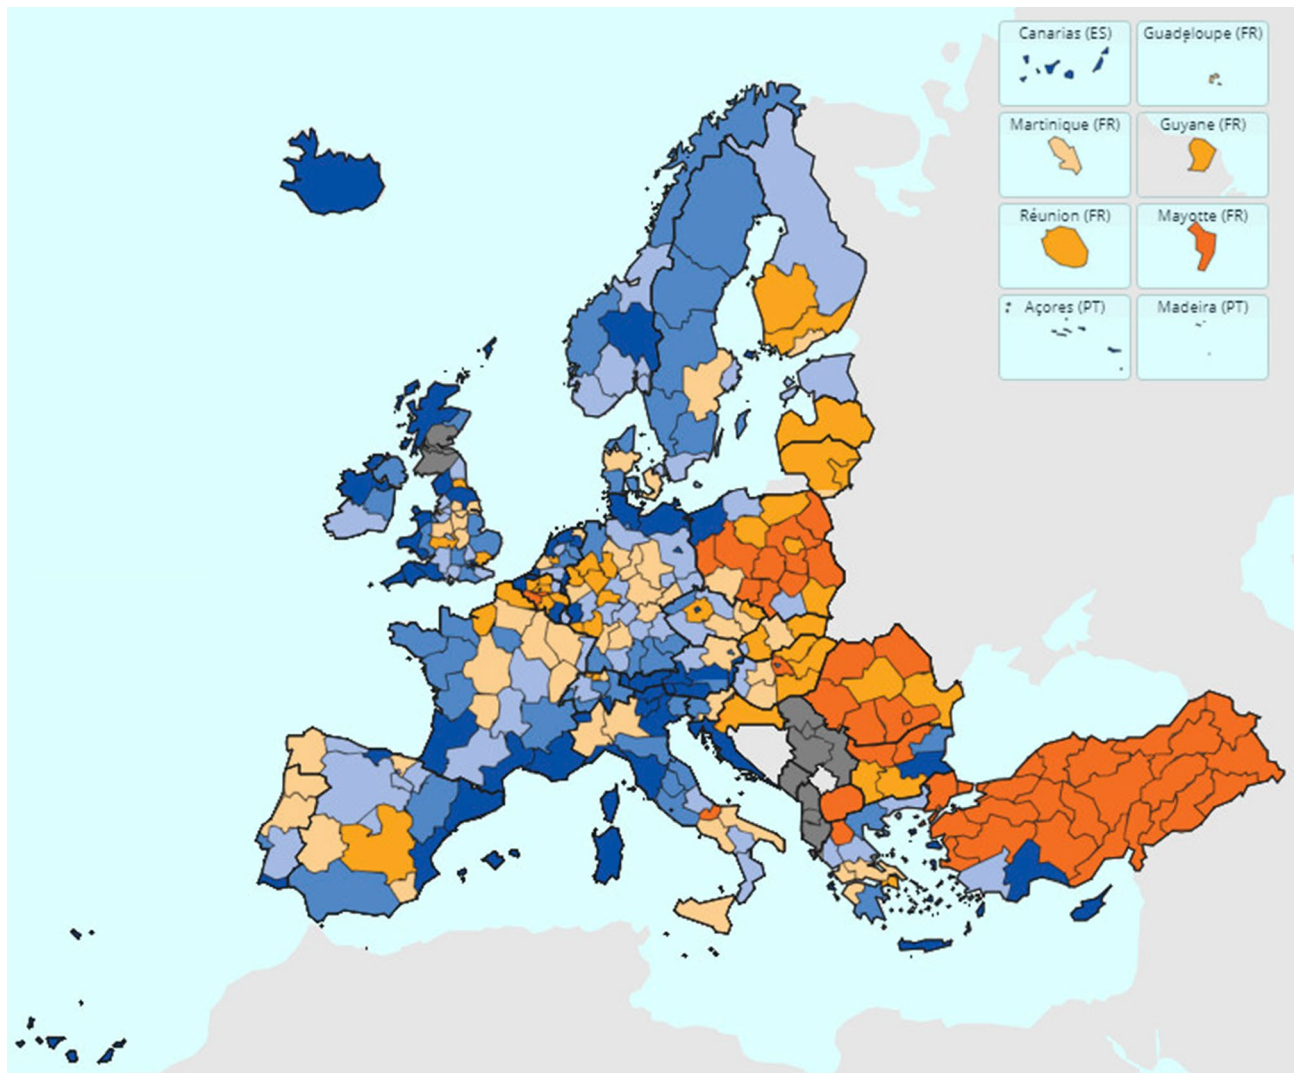 Canarias (ES)
Guadeloupe (FR)
Martinique (FR)
Guyane (FR)
Réunion (FR)
Mayotte (FR)
Açores (PT)
Madeira (PT)